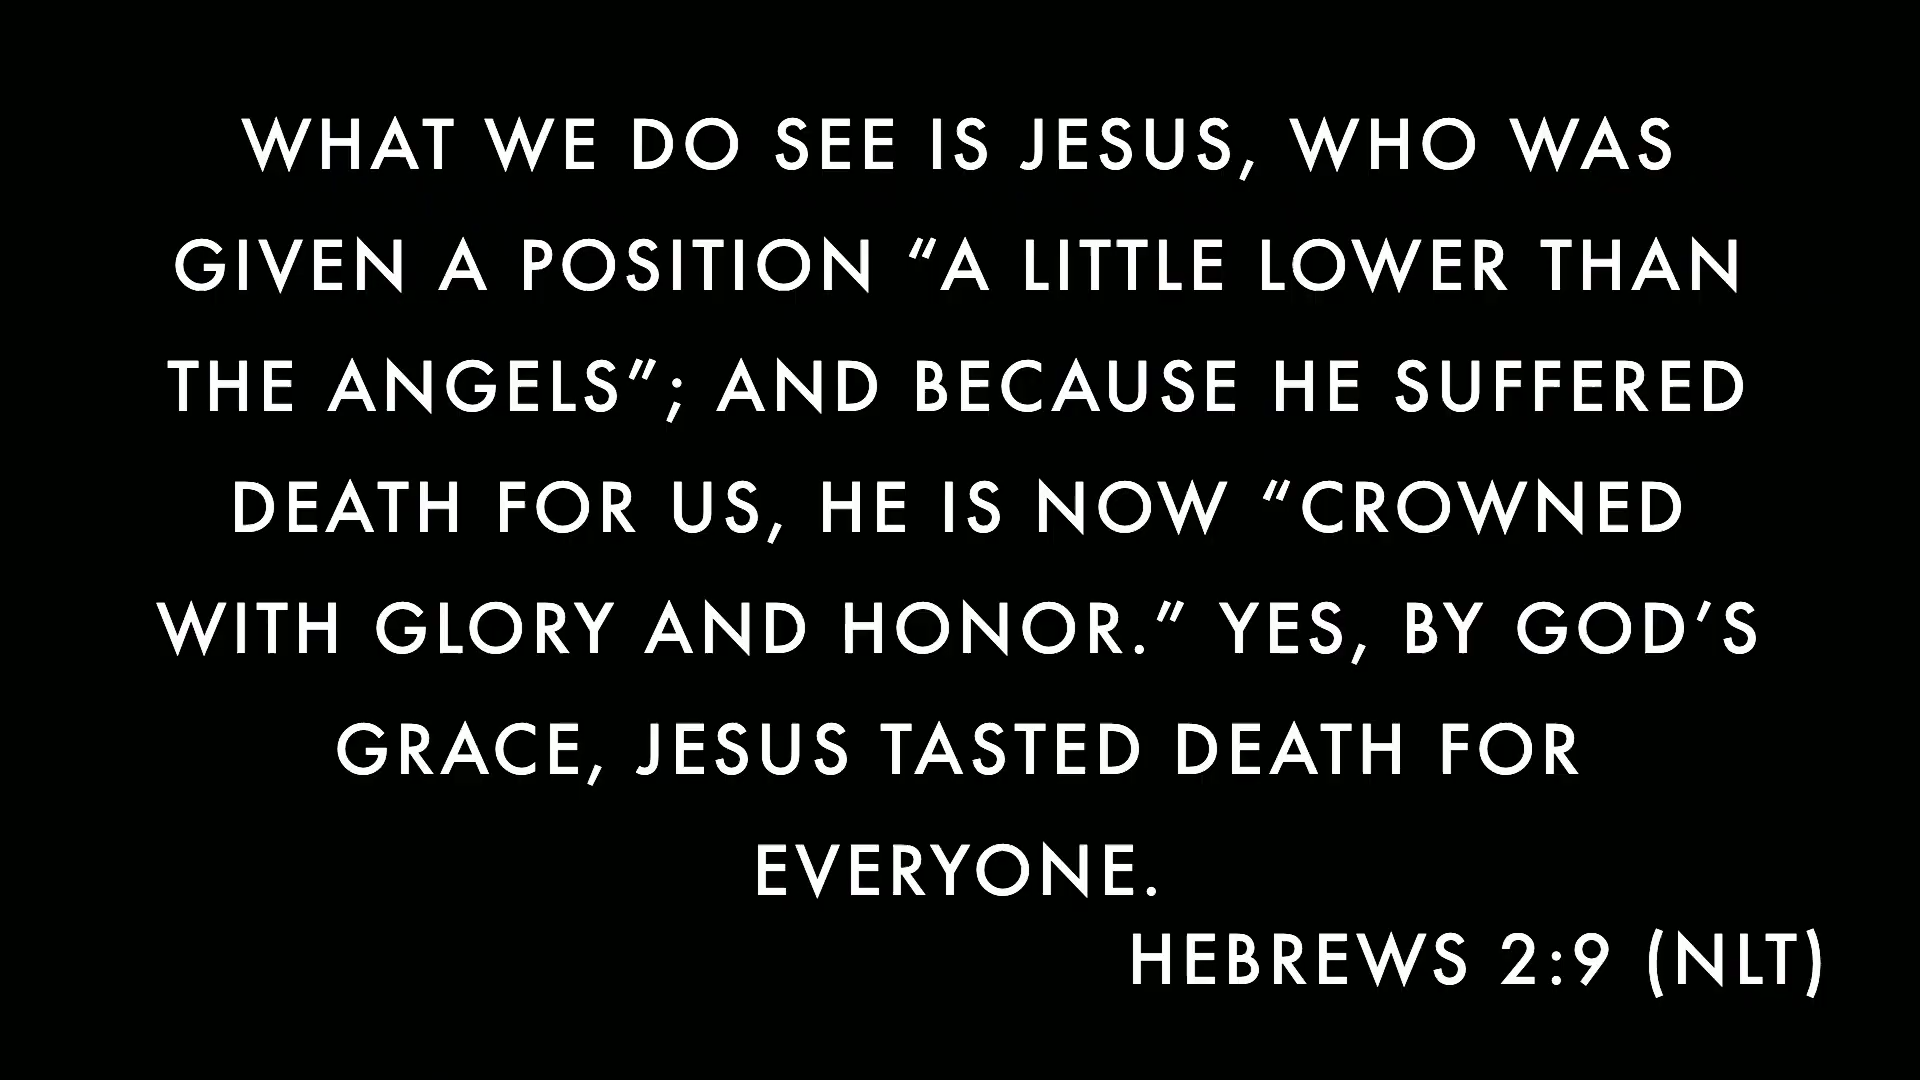 WHAT WE DO SEE IS JESUS, WHO WAS
GIVEN A POSITION “A LITTLE LOWER THAN
THE ANGELS”; AND BECAUSE HE SUFFERED
DEATH FOR US, HE IS NOW “CROWNED
WITH GLORY AND HONOR.” YES, BY GOD’S
GRACE, JESUS TASTED DEATH FOR
EVERYONE.
HEBREWS 2:9 (NLT)